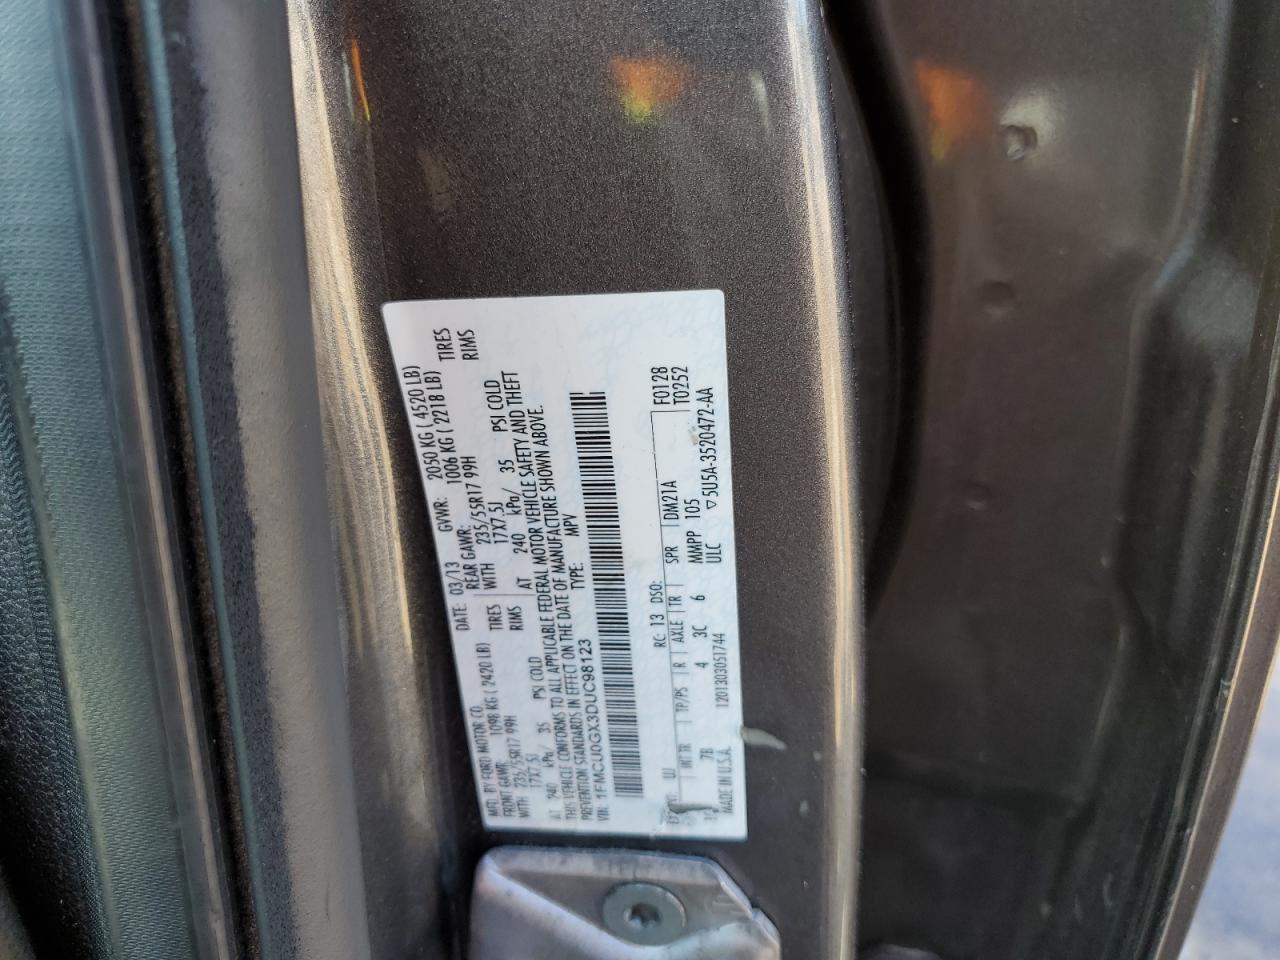 MFD. BY FORD MOTOR CO. DATE: 03/13 GVWR: 2050 KG ( 4520 LB)
FRONT GAWR: 1098 KG ( 2420 LB) REAR GAWR: 1006 KG ( 2218 LB)
WITH 235/55R17 99H TIRES WITH 235/55R17 99H TIRES
17X7.5J RIMS 17X7.5J RIMS
AT 240 kPa/ 35 PSI COLD AT 240 kPa/ 35 PSI COLD
THIS VEHICLE CONFORMS TO ALL APPLICABLE FEDERAL MOTOR VEHICLE SAFETY AND THEFT
PREVENTION STANDARDS IN EFFECT ON THE DATE OF MANUFACTURE SHOWN ABOVE.
VIN: 1FMCU0GX3DUC98123 TYPE: MPV
RC: 13 DSO: F0128
T0252
UJ
INT TR TP/PS R AXLE TR SPR DM21A
7B 4 3C 6 MMPP 105
ULC
MADE IN U.S.A. 1201303051744 5U5A-3520472-AA